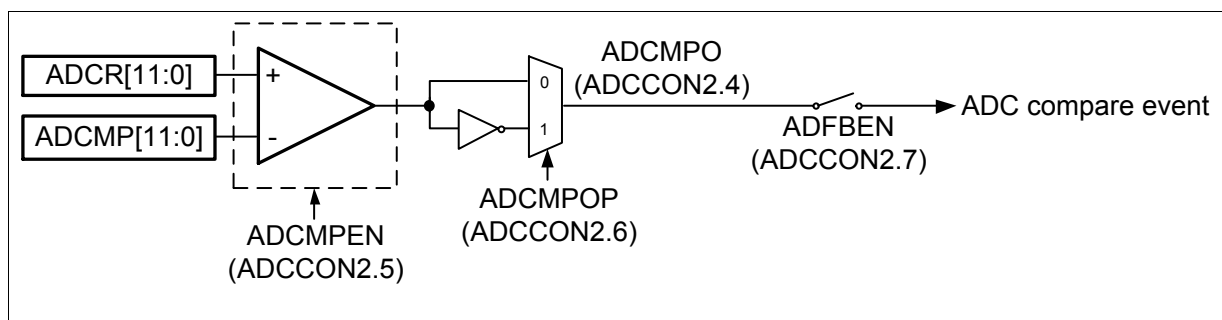 ADCR[11:0]
ADCMP[11:0]
+
-
ADCMPEN
(ADCCON2.5)
0
1
ADCMPOP
(ADCCON2.6)
ADCMPO
(ADCCON2.4)
ADFBEN
(ADCCON2.7)
ADC compare event